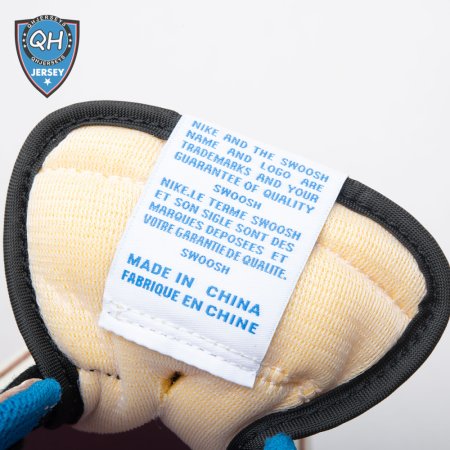 QHJERSEYS
QH
QHJERSEYS
JERSEY
NIKE AND THE SWOOSH
NAME AND LOGO ARE
TRADEMARKS AND YOUR
GUARANTEE OF QUALITY
SWOOSH
NIKE.LE TERME SWOOSH
ET SON SIGLE SONT DES
MARQUES DEPOSEES ET
VOTRE GARANTIE DE QUALITE.
SWOOSH
MADE IN CHINA
FABRIQUE EN CHINE